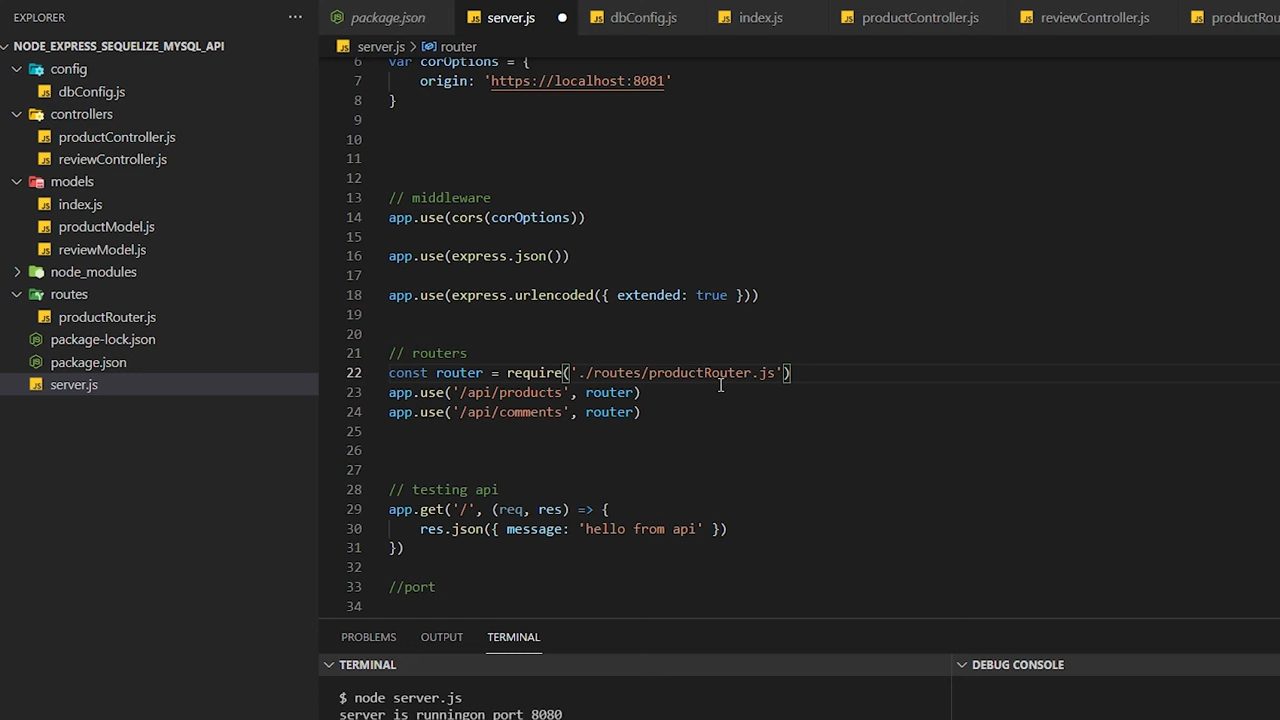 EXPLORER
NODE_EXPRESS_SEQUELIZE_MYSQL_API
config
dbConfig.js
controllers
productController.js
reviewController.js
models
index.js
productModel.js
reviewModel.js
node_modules
routes
productRouter.js
package-lock.json
package.json
server.js
package.json
server.js
dbConfig.js
index.js
productController.js
reviewController.js
productRou
server.js > router
6 var corOptions = {
7 origin: 'https://localhost:8081'
8 }
9
10
11
12
13 // middleware
14 app.use(cors(corOptions))
15
16 app.use(express.json())
17
18 app.use(express.urlencoded({ extended: true }))
19
20
21 // routers
22 const router = require('./routes/productRouter.js')
23 app.use('/api/products', router)
24 app.use('/api/comments', router)
25
26
27
28 // testing api
29 app.get('/', (req, res) => {
30 res.json({ message: 'hello from api' })
31 })
32
33 //port
34
PROBLEMS OUTPUT TERMINAL
TERMINAL
$ node server.js
server is runningon port 8080
DEBUG CONSOLE